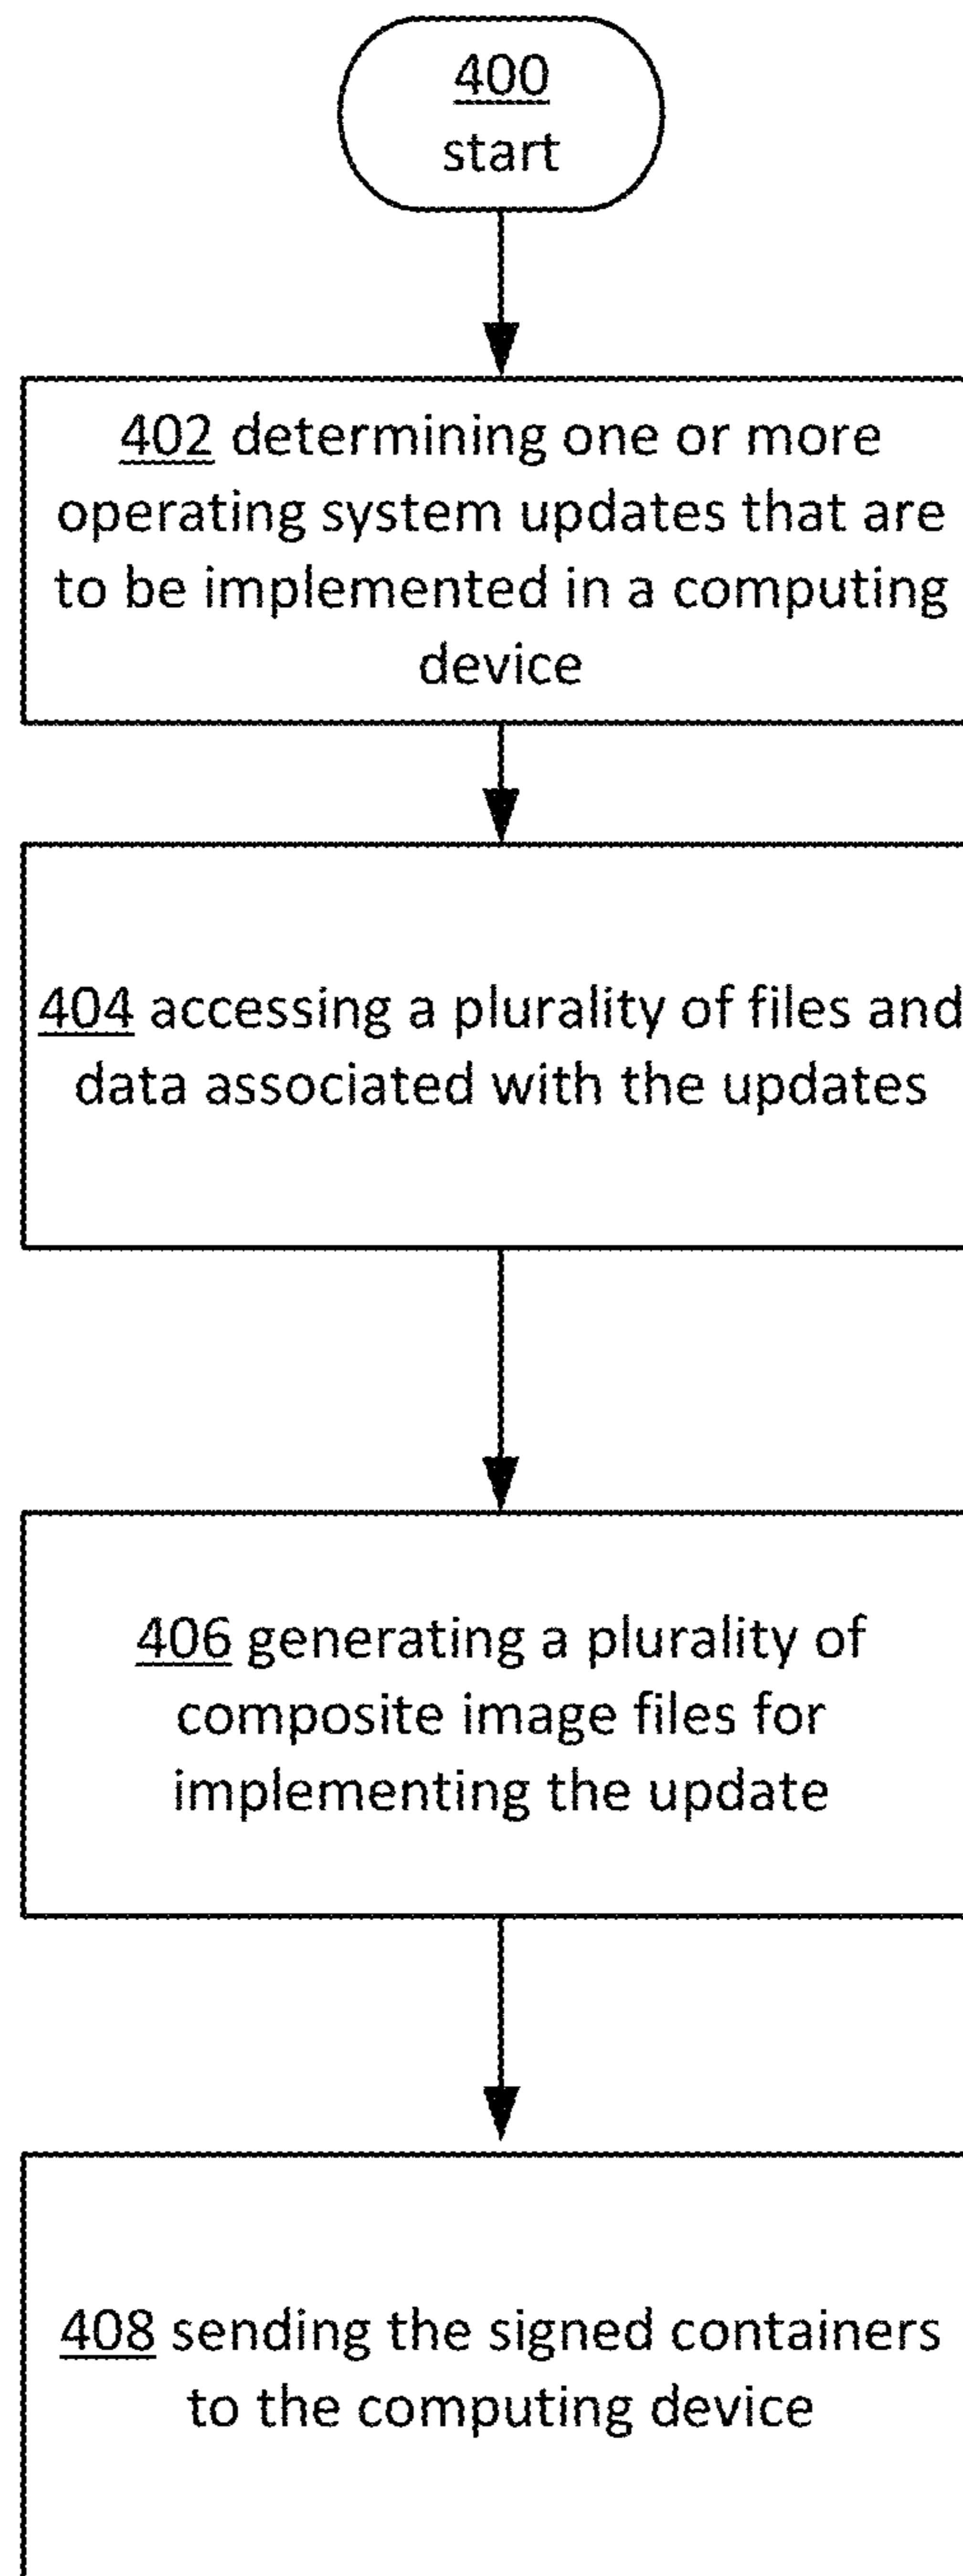 400
start
402 determining one or more
operating system updates that are
to be implemented in a computing
device
404 accessing a plurality of files and
data associated with the updates
406 generating a plurality of
composite image files for
implementing the update
408 sending the signed containers
to the computing device